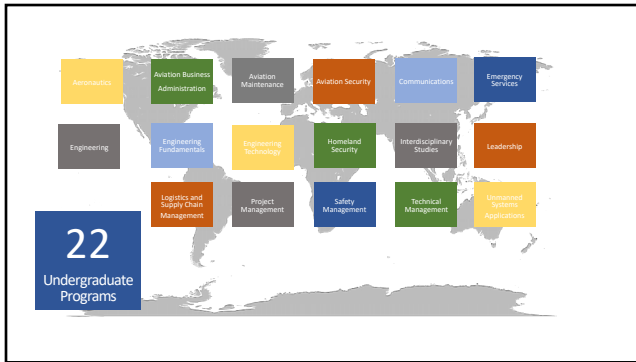 Aeronautics
Aviation Business
Administration
Aviation
Maintenance
Aviation Security
Communications
Emergency
Services
Engineering
Engineering
Fundamentals
Engineering
Technology
Homeland
Security
Interdisciplinary
Studies
Leadership
Logistics and
Supply Chain
Management
Project
Management
Safety
Management
Technical
Management
Unmanned
Systems
Applications
22
Undergraduate
Programs